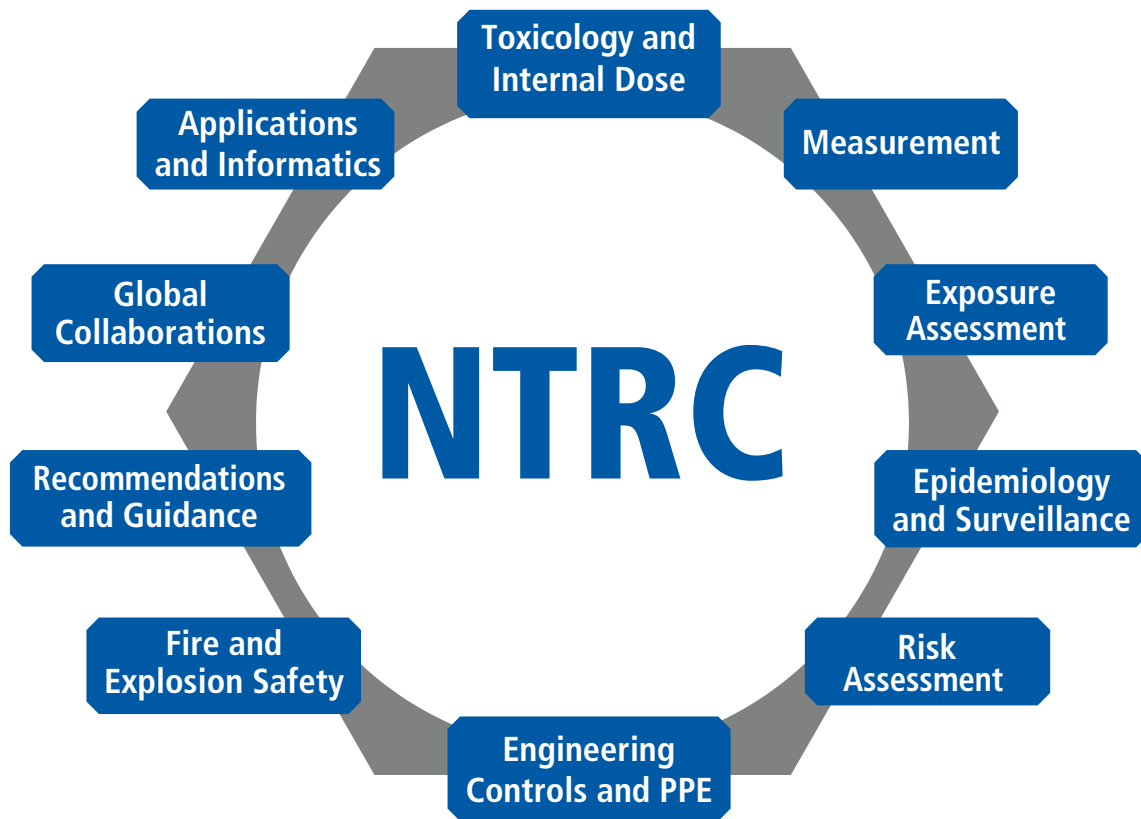 Toxicology and
Internal Dose
Measurement
Exposure
Assessment
Epidemiology
and Surveillance
Risk
Assessment
Engineering
Controls and PPE
Fire and
Explosion Safety
Recommendations
and Guidance
Global
Collaborations
Applications
and Informatics
NTRC